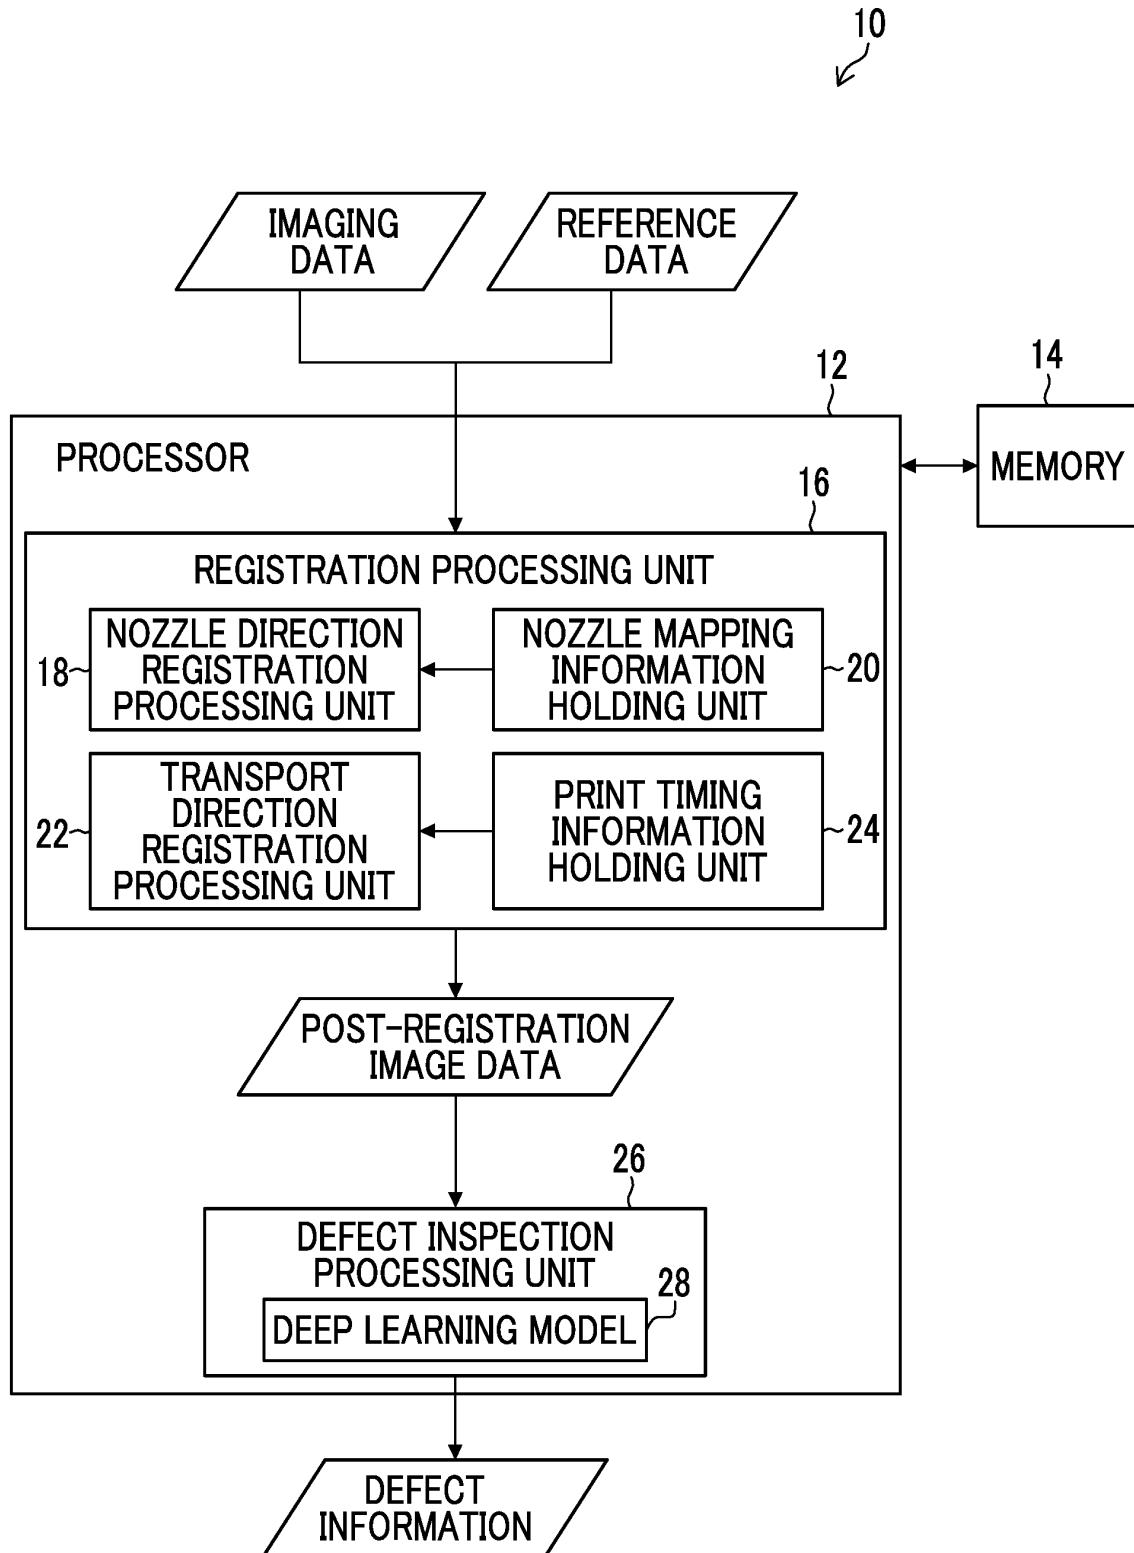 10
IMAGING
DATA
REFERENCE
DATA
12
14
PROCESSOR
MEMORY
16
REGISTRATION PROCESSING UNIT
18
NOZZLE DIRECTION
REGISTRATION
PROCESSING UNIT
NOZZLE MAPPING
INFORMATION
HOLDING UNIT
20
22
TRANSPORT
DIRECTION
REGISTRATION
PROCESSING UNIT
PRINT TIMING
INFORMATION
HOLDING UNIT
24
POST-REGISTRATION
IMAGE DATA
26
DEFECT INSPECTION
PROCESSING UNIT
28
DEEP LEARNING MODEL
DEFECT
INFORMATION